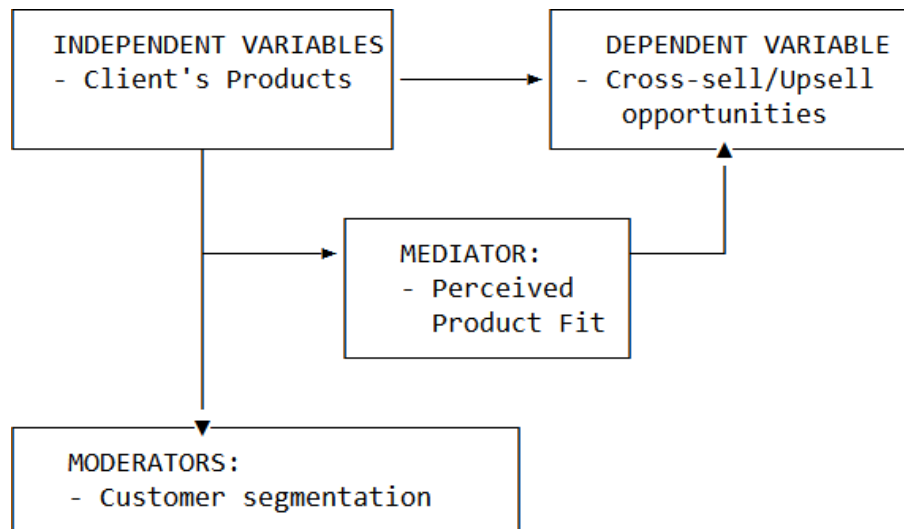 INDEPENDENT VARIABLES
- Client's Products
DEPENDENT VARIABLE
- Cross-sell/Upsell
opportunities
MEDIATOR:
- Perceived
Product Fit
MODERATORS:
- Customer segmentation